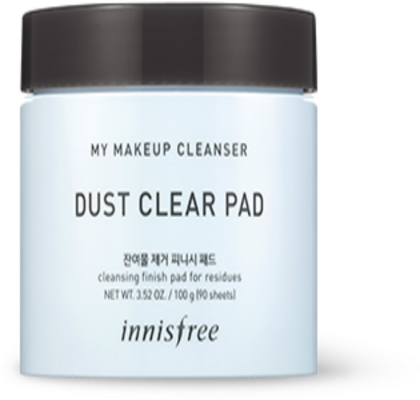 MY MAKEUP CLEANSER
DUST CLEAR PAD
잔여물 제거 피니시 패드
cleansing finish pad for residues
NET WT. 3.52 OZ. / 100 g (90 sheets)
innisfree